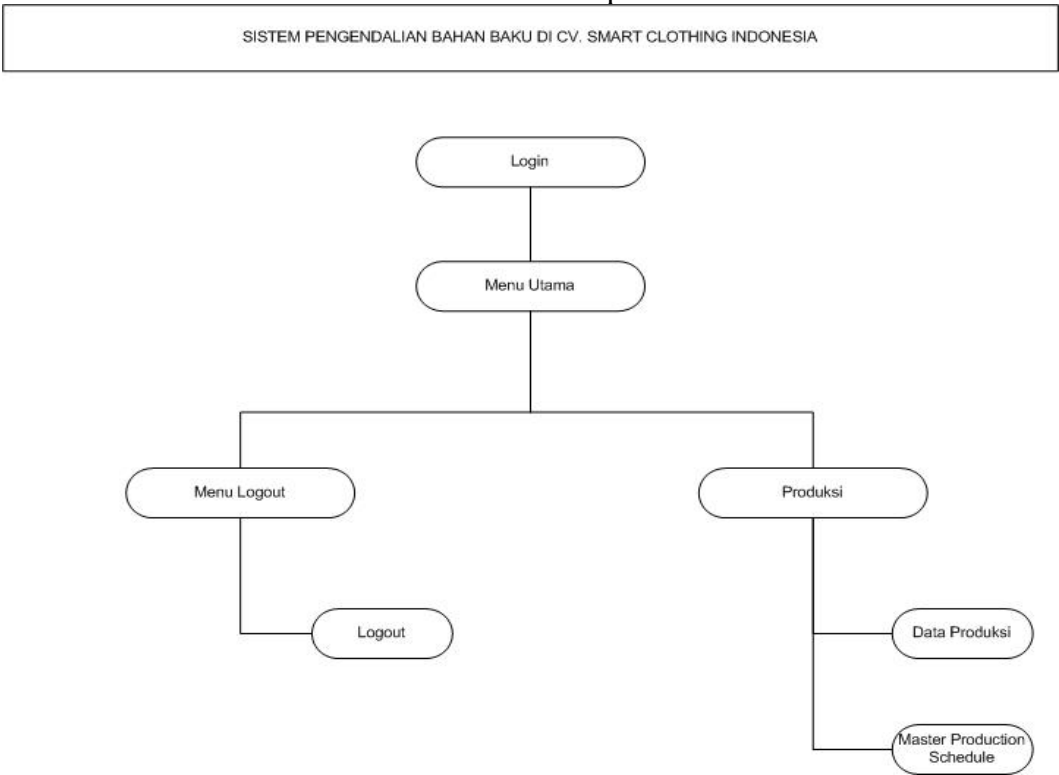 SISTEM PENGENDALIAN BAHAN BAKU DI CV. SMART CLOTHING INDONESIA
Login
Menu Utama
Menu Logout
Produksi
Logout
Data Produksi
Master Production
Schedule